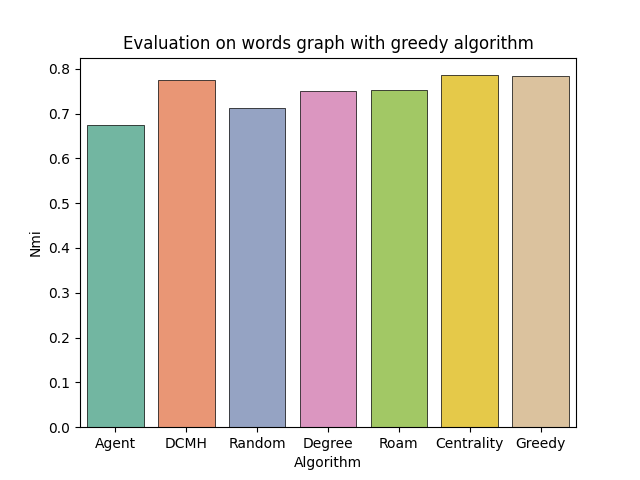 Evaluation on words graph with greedy algorithm
0.8
0.7
0.6
0.5
0.4
0.3
0.2
0.1
0.0
Nmi
Agent DCMH Random Degree Roam Centrality Greedy
Algorithm